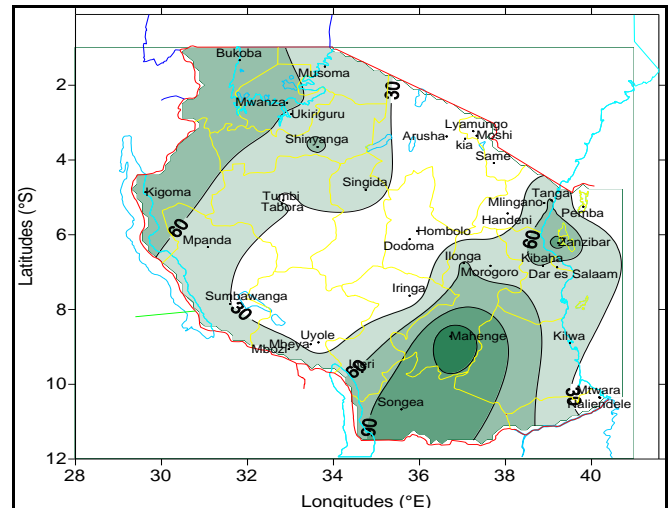 Bukoba
2
Musoma
30
Mwanza
Ukiriguru
Lyamungo
Arusha
Moshi
kia
Shinyanga
4
Same
Singida
Kigoma
Tumbi
Tabora
Tanga
Mlingano
Pemba
Handeni
60
Hombolo
60
Zanzibar
6
Mpanda
Dodoma
Ilonga
Kibaha
Morogoro
Dar es Salaam
Latitudes (°S)
Iringa
Sumbawanga
30
8
Uyole
Mbeya
Mbozi
Mahenge
Kilwa
60
10
Songea
Mtwara
Naliendele
90
12
28
30
32
34
36
38
40
Longitudes (°E)